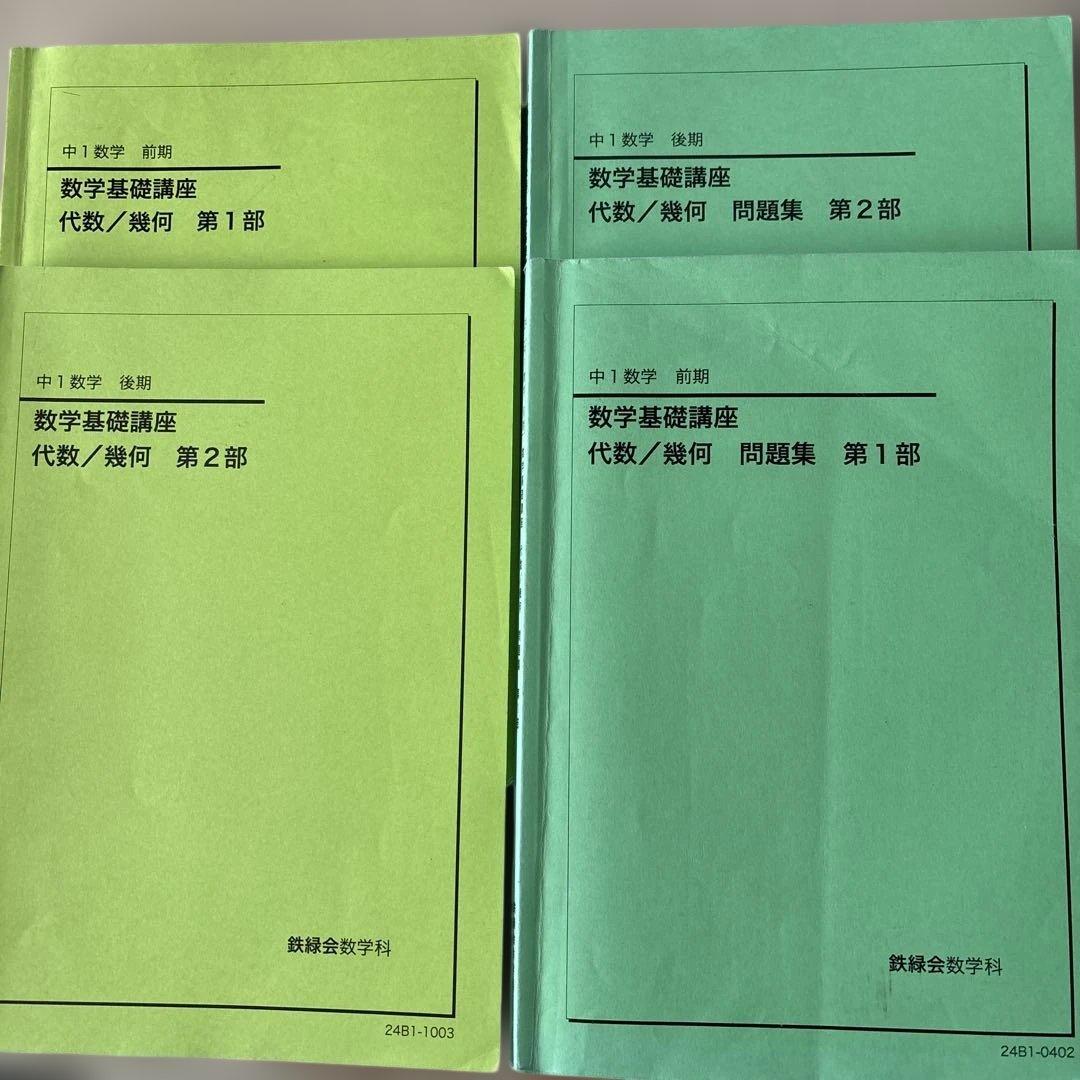 中1数学 前期
数学基礎講座
代数／幾何 第1部
中1数学 後期
数学基礎講座
代数／幾何 問題集 第2部
中1数学 後期
数学基礎講座
代数／幾何 第2部
鉄緑会数学科
24B1-1003
中1数学 前期
数学基礎講座
代数／幾何 問題集 第1部
鉄緑会数学科
24B1-0402